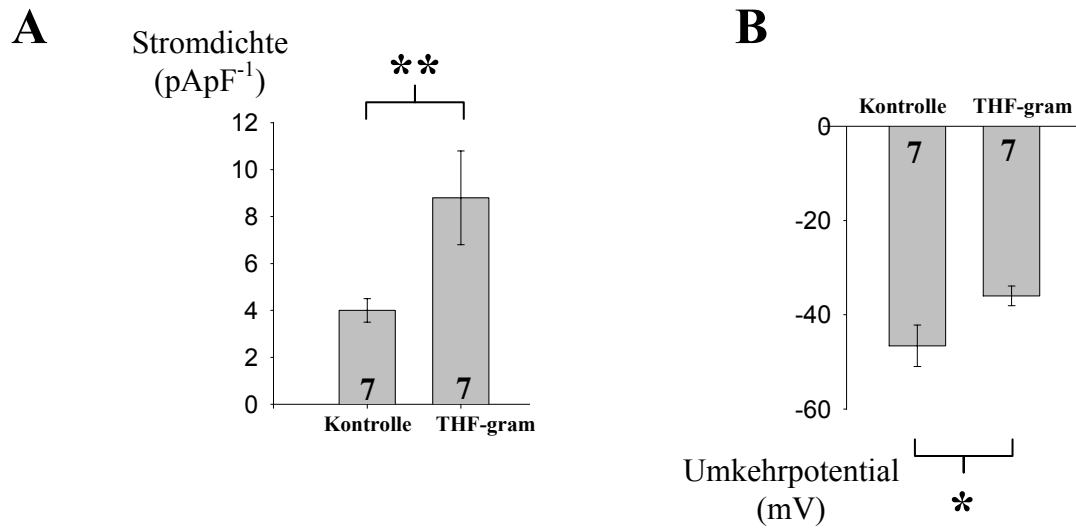 A
Stromdichte
(pApF⁻¹)
**
12
10
8
6
4
2
0
7
7
Kontrolle
THF-gram
B
Kontrolle
THF-gram
0
-20
-40
-60
7
7
Umkehrpotential
(mV)
*